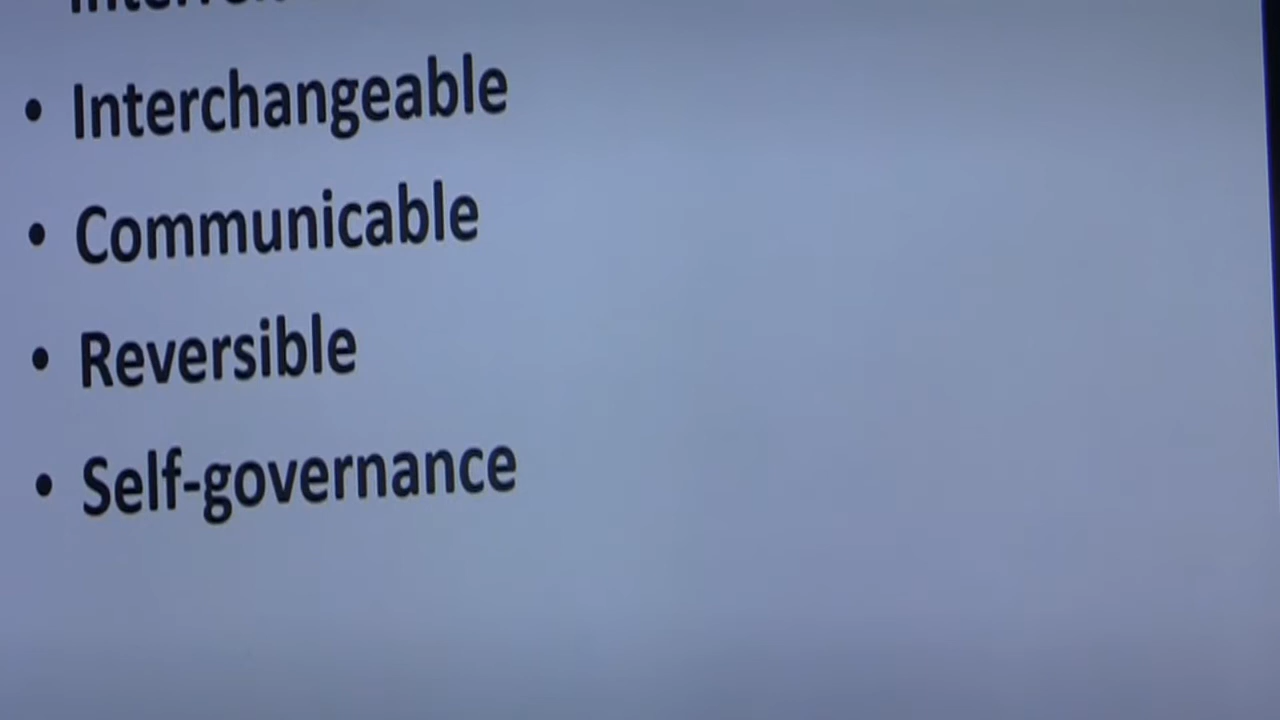 • Interchangeable
• Communicable
• Reversible
• Self-governance